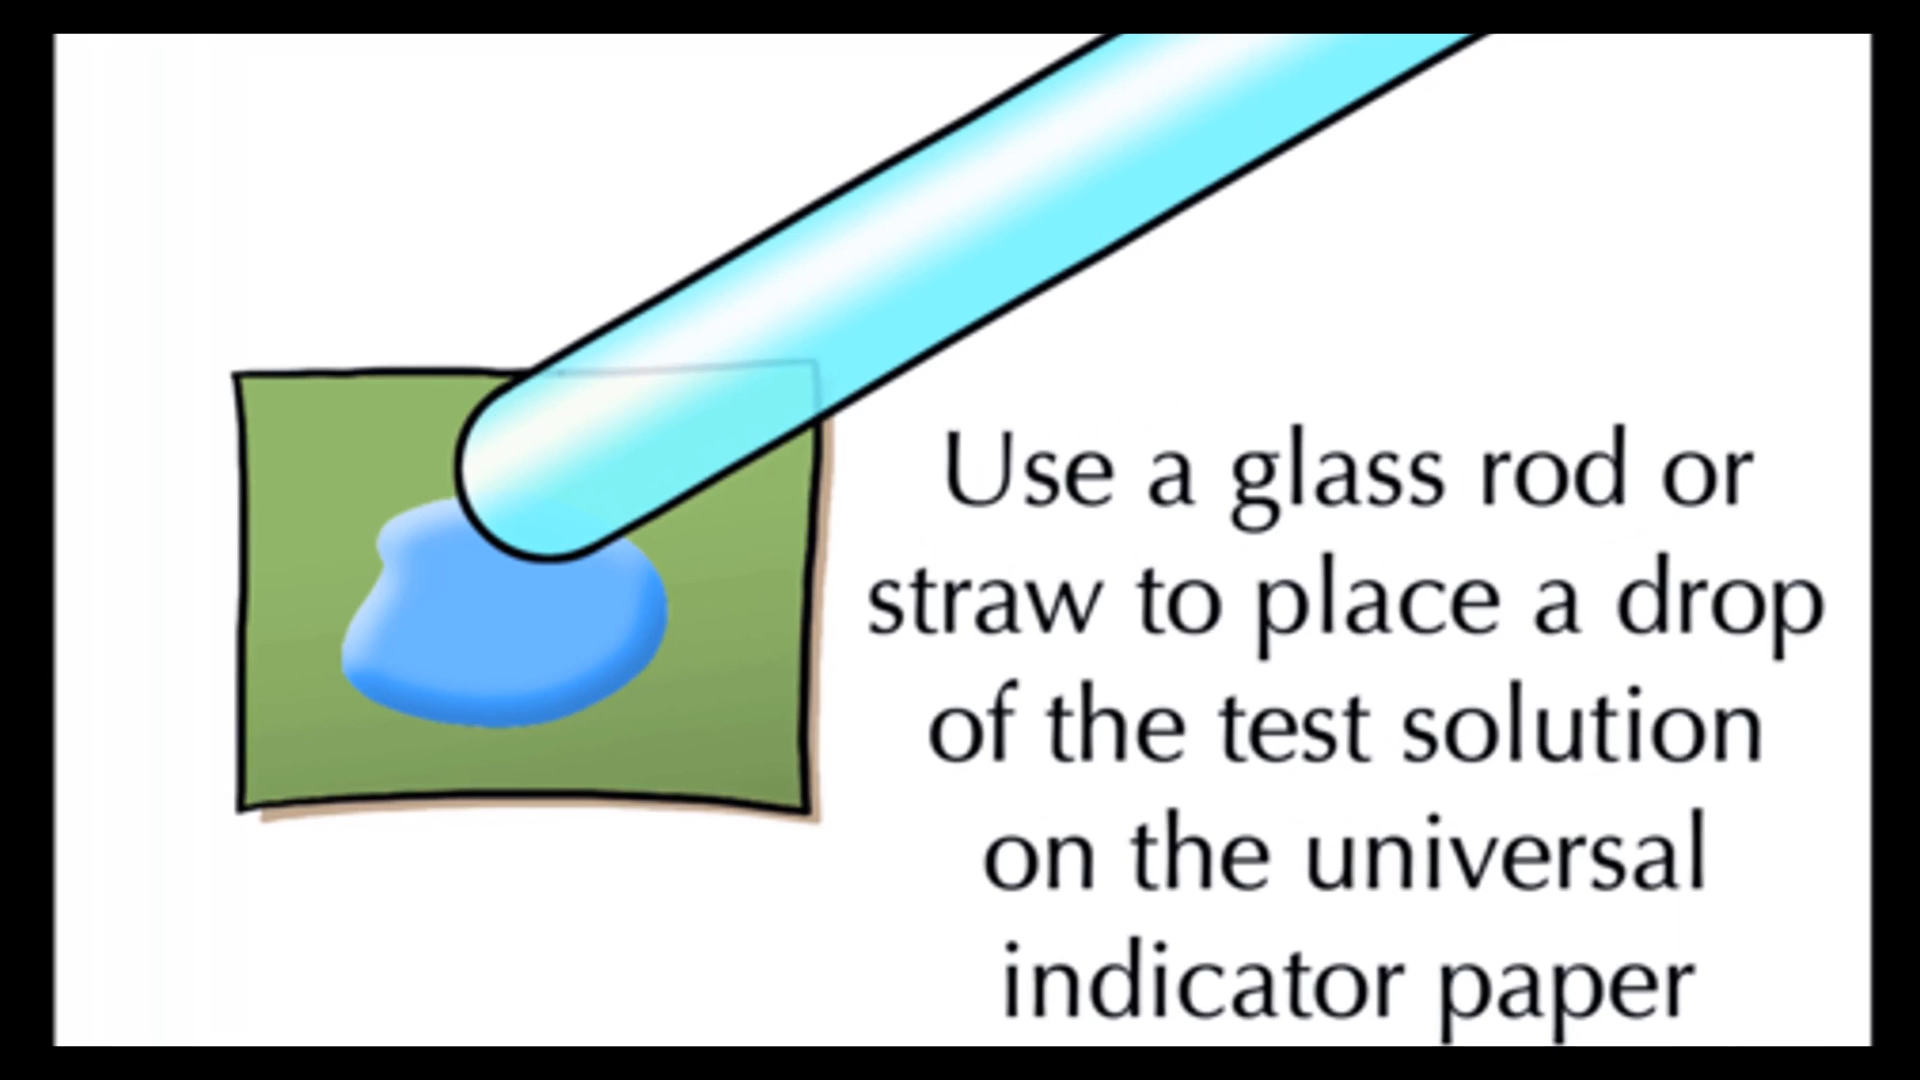 Use a glass rod or
straw to place a drop
of the test solution
on the universal
indicator paper